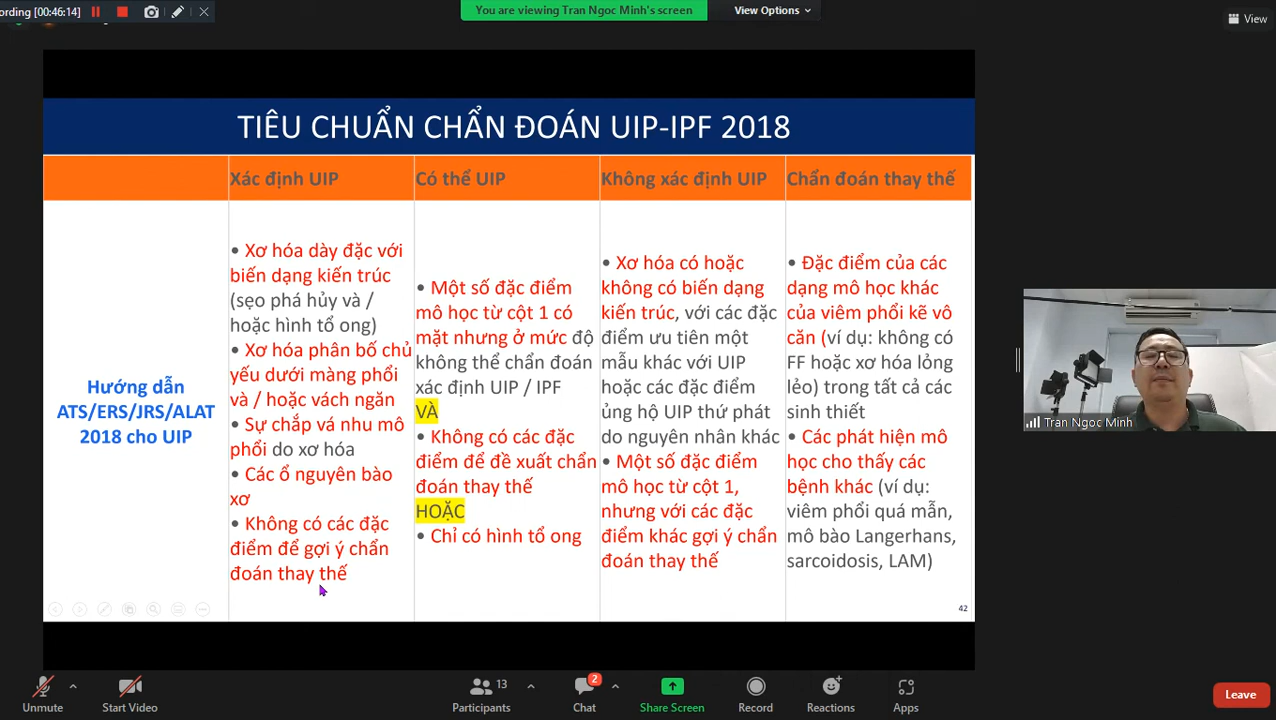 ording [00:46:14]
You are viewing Tran Ngoc Minh's screen
View Options
View
TIÊU CHUẨN CHẨN ĐOÁN UIP-IPF 2018
Xác định UIP
Có thể UIP
Không xác định UIP
Chẩn đoán thay thế
Hướng dẫn
ATS/ERS/JRS/ALAT
2018 cho UIP
• Xơ hóa dày đặc với
biến dạng kiến trúc
(sẹo phá hủy và /
hoặc hình tổ ong)
• Xơ hóa phân bố chủ
yếu dưới màng phổi
và / hoặc vách ngăn
• Sự chắp vá nhu mô
phổi do xơ hóa
• Các ổ nguyên bào
xơ
• Không có các đặc
điểm để gợi ý chẩn
đoán thay thế
• Một số đặc điểm
mô học từ cột 1 có
mặt nhưng ở mức độ
không thể chẩn đoán
xác định UIP / IPF
VÀ
• Không có các đặc
điểm để đề xuất chẩn
đoán thay thế
HOẶC
• Chỉ có hình tổ ong
• Xơ hóa có hoặc
không có biến dạng
kiến trúc, với các đặc
điểm ưu tiên một
mẫu khác với UIP
hoặc các đặc điểm
ủng hộ UIP thứ phát
do nguyên nhân khác
• Một số đặc điểm
mô học từ cột 1,
nhưng với các đặc
điểm khác gợi ý chẩn
đoán thay thế
• Đặc điểm của các
dạng mô học khác
của viêm phổi kẽ vô
căn (ví dụ: không có
FF hoặc xơ hóa lỏng
lẻo) trong tất cả các
sinh thiết
• Các phát hiện mô
học cho thấy các
bệnh khác (ví dụ:
viêm phổi quá mẫn,
mô bào Langerhans,
sarcoidosis, LAM)
42
Tran Ngoc Minh
Unmute
Start Video
13
Participants
2
Chat
Share Screen
Record
Reactions
Apps
Leave